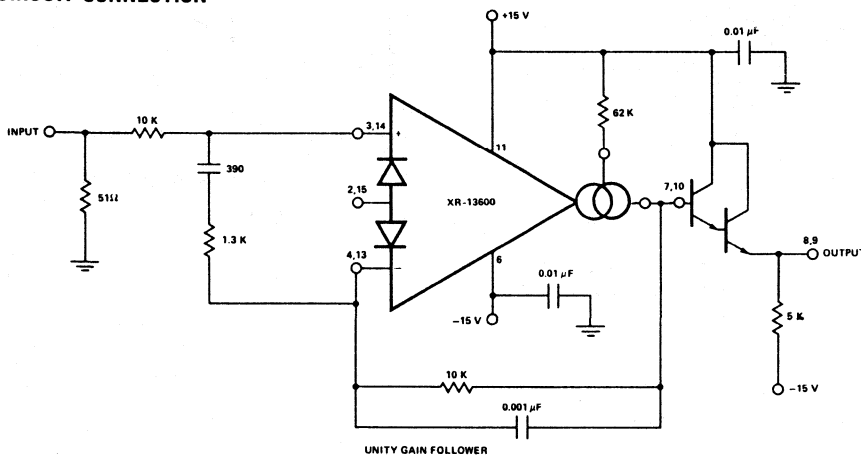 +15 V
0.01 µF
10 K
62 K
INPUT
3,14
+
11
390
7,10
51Ω
2,15
XR-13600
1.3 K
8,9
OUTPUT
4,13
–
6
0.01 µF
5 K
–15 V
10 K
–15 V
0.001 µF
UNITY GAIN FOLLOWER